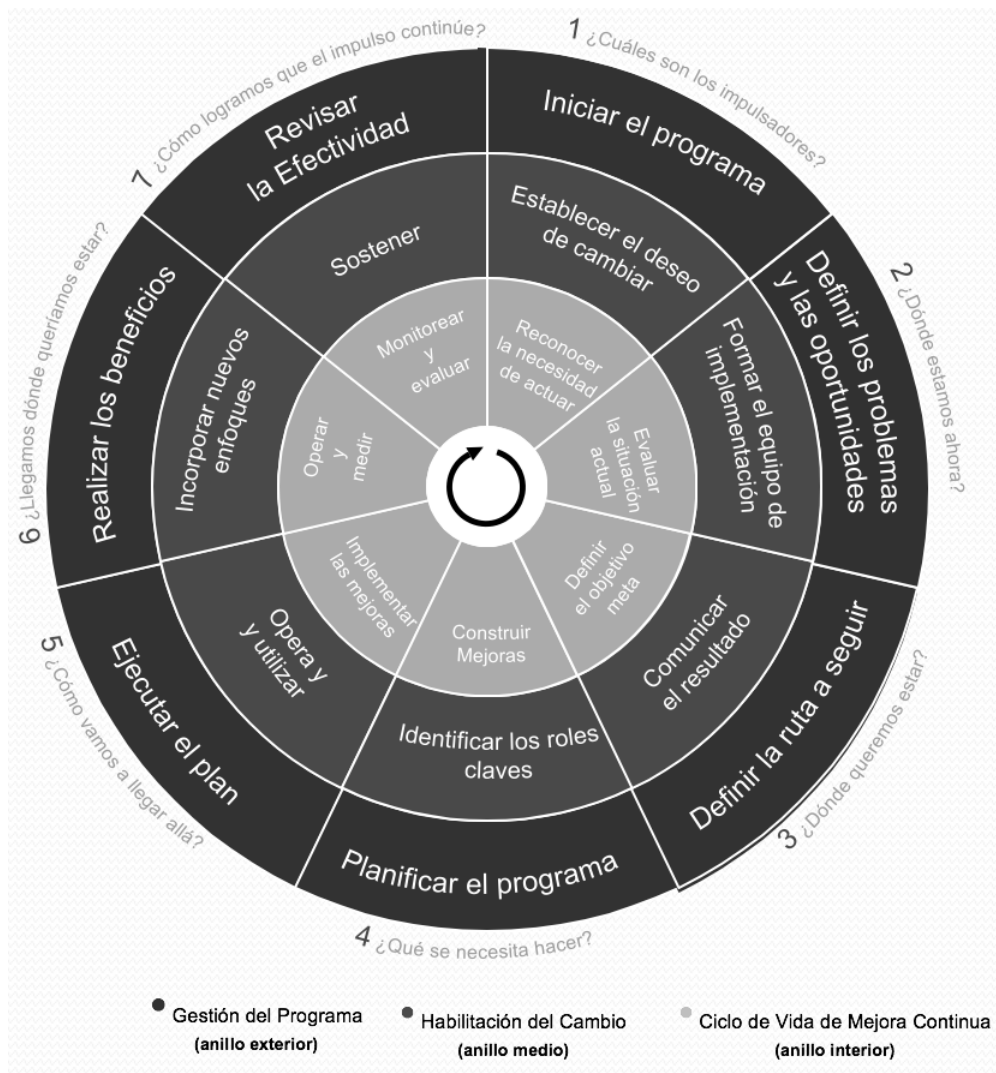 1 ¿Cuáles son los impulsadores?
Iniciar el programa
Establecer el deseo
de cambiar
Reconocer
la necesidad
de actuar
2 ¿Dónde estamos ahora?
Definir los problemas
y las oportunidades
Formar el equipo de
implementación
Evaluar
la situación
actual
3 ¿Dónde queremos estar?
Definir la ruta a seguir
Comunicar
el resultado
Definir
el objetivo
meta
4 ¿Qué se necesita hacer?
Planificar el programa
Identificar los roles
claves
Construir
Mejoras
5 ¿Cómo vamos a llegar allá?
Ejecutar el plan
Opera y
y utilizar
Implementar
las mejoras
6 ¿Llegamos dónde queríamos estar?
Realizar los beneficios
Incorporar nuevos
enfoques
Operar
y
medir
7 ¿Cómo logramos que el impulso continúe?
Revisar
la Efectividad
Sostener
Monitorear
y
evaluar
Gestión del Programa
(anillo exterior)
Habilitación del Cambio
(anillo medio)
Ciclo de Vida de Mejora Continua
(anillo interior)